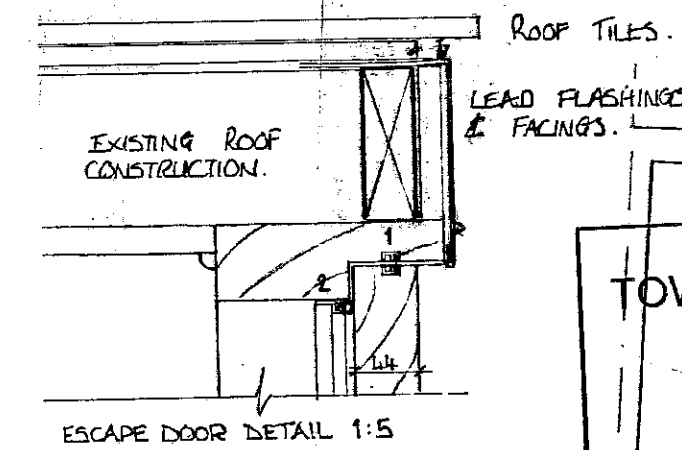 ROOF TILES.
LEAD FLASHINGS
& FACINGS.
EXISTING ROOF
CONSTRUCTION.
1
2
44
ESCAPE DOOR DETAIL 1:5